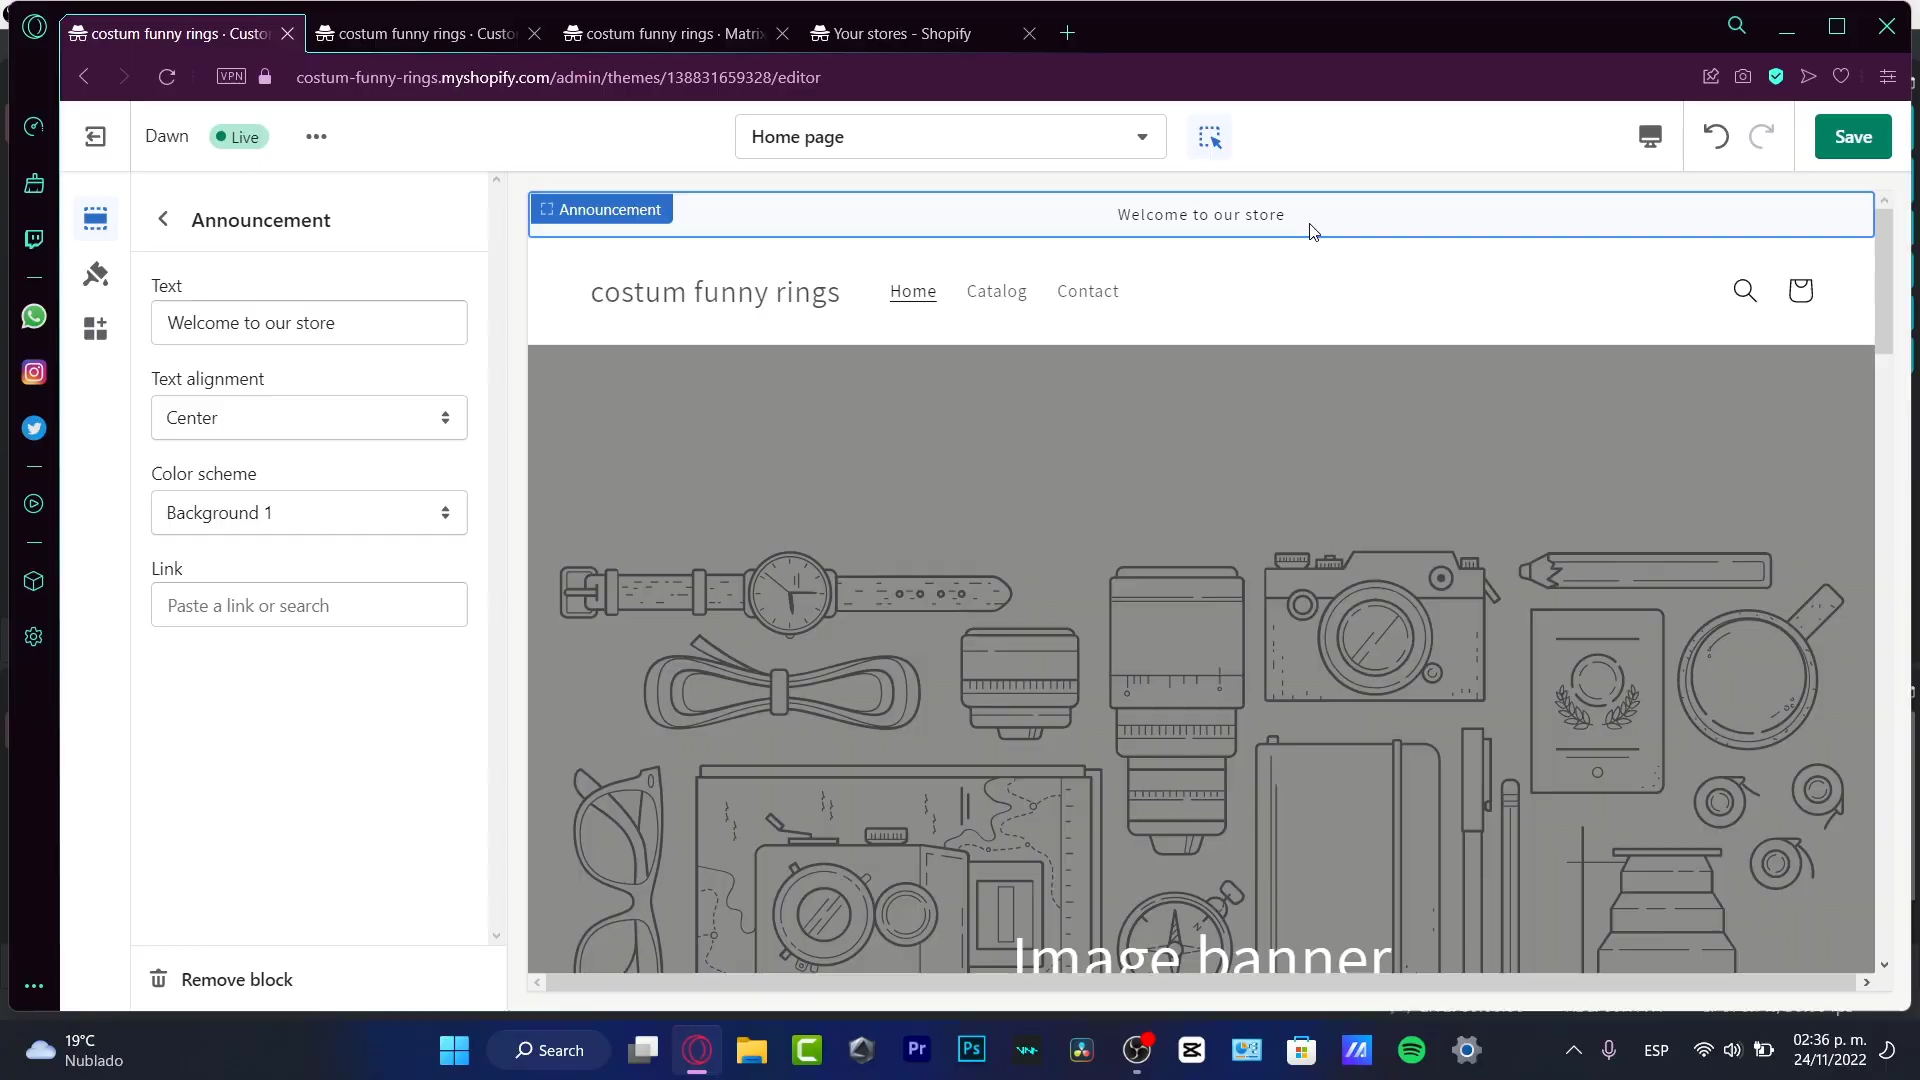 costum funny rings · Custo
costum funny rings · Custo
costum funny rings · Matrix
Your stores - Shopify
VPN
costum-funny-rings.myshopify.com/admin/themes/138831659328/editor
Dawn
Live
Home page
Save
Announcement
Text
Welcome to our store
Text alignment
Center
Color scheme
Background 1
Link
Paste a link or search
Remove block
Announcement
Welcome to our store
costum funny rings
Home
Catalog
Contact
Image banner
19°C
Nublado
Search
Pr
Ps
ESP
02:36 p. m.
24/11/2022